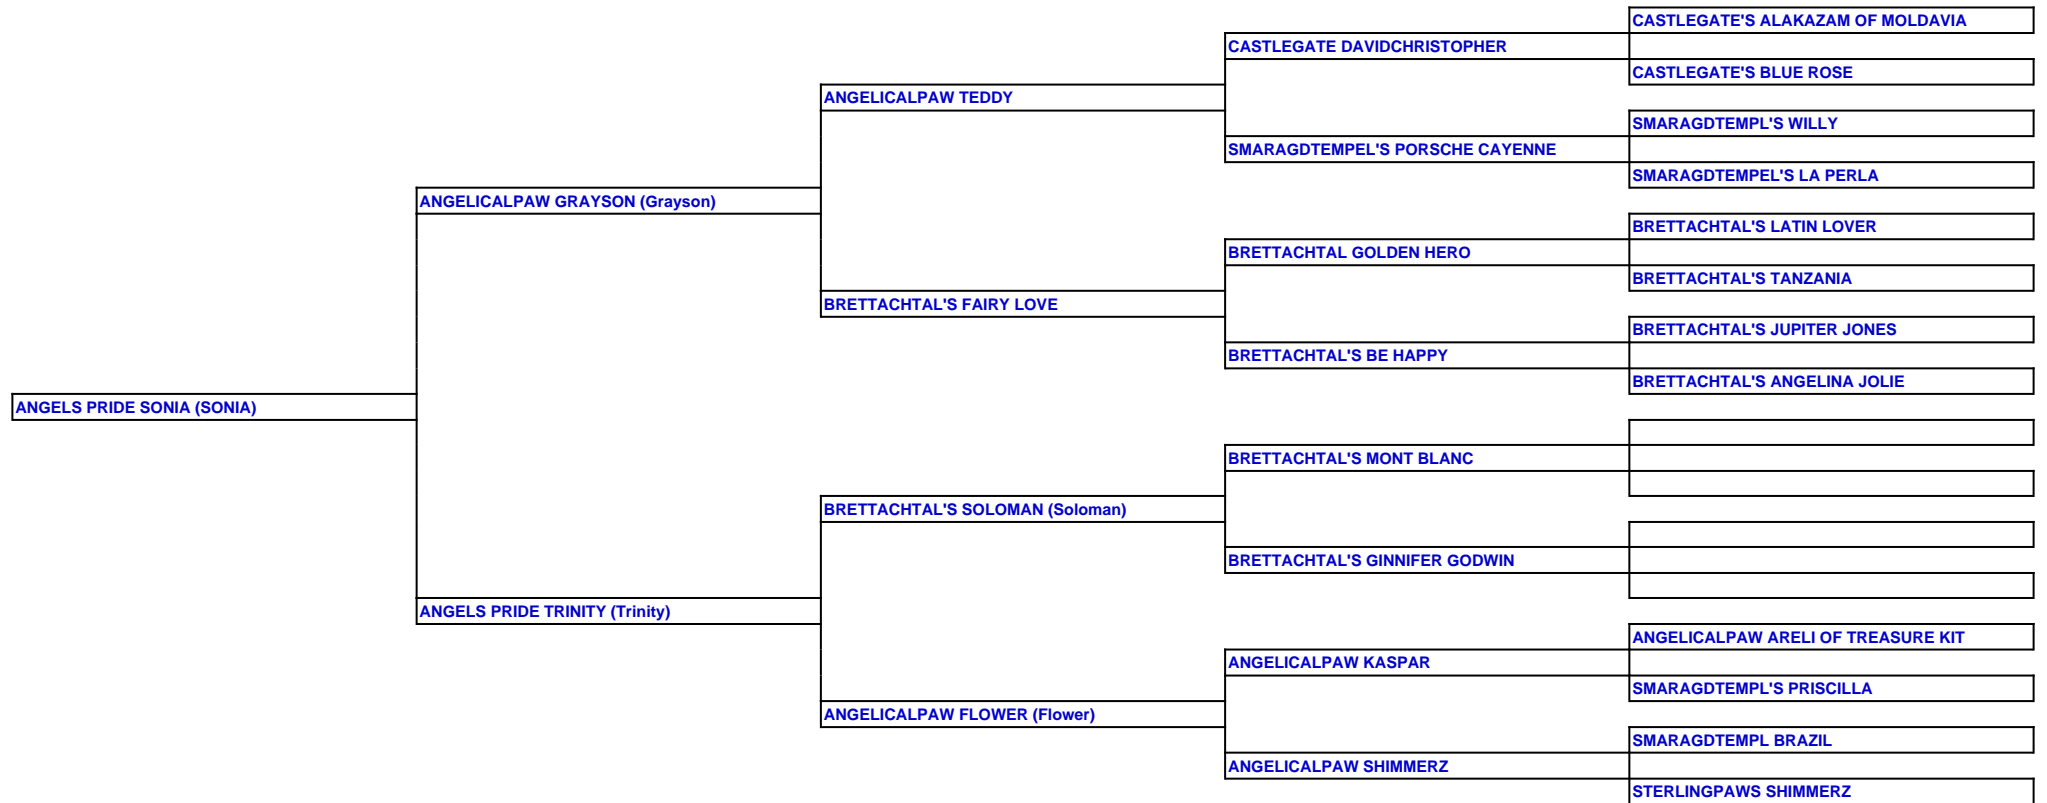 CASTLEGATE'S ALAKAZAM OF MOLDAVIA
CASTLEGATE DAVIDCHRISTOPHER
CASTLEGATE'S BLUE ROSE
ANGELICALPAW TEDDY
SMARAGDTEMPL'S WILLY
SMARAGDTEMPEL'S PORSCHE CAYENNE
SMARAGDTEMPEL'S LA PERLA
ANGELICALPAW GRAYSON (Grayson)
BRETTACHTAL'S LATIN LOVER
BRETTACHTAL GOLDEN HERO
BRETTACHTAL'S TANZANIA
BRETTACHTAL'S FAIRY LOVE
BRETTACHTAL'S JUPITER JONES
BRETTACHTAL'S BE HAPPY
BRETTACHTAL'S ANGELINA JOLIE
ANGELS PRIDE SONIA (SONIA)
BRETTACHTAL'S MONT BLANC
BRETTACHTAL'S SOLOMAN (Soloman)
BRETTACHTAL'S GINNIFER GODWIN
ANGELS PRIDE TRINITY (Trinity)
ANGELICALPAW ARELI OF TREASURE KIT
ANGELICALPAW KASPAR
SMARAGDTEMPL'S PRISCILLA
ANGELICALPAW FLOWER (Flower)
SMARAGDTEMPL BRAZIL
ANGELICALPAW SHIMMERZ
STERLINGPAWS SHIMMERZ